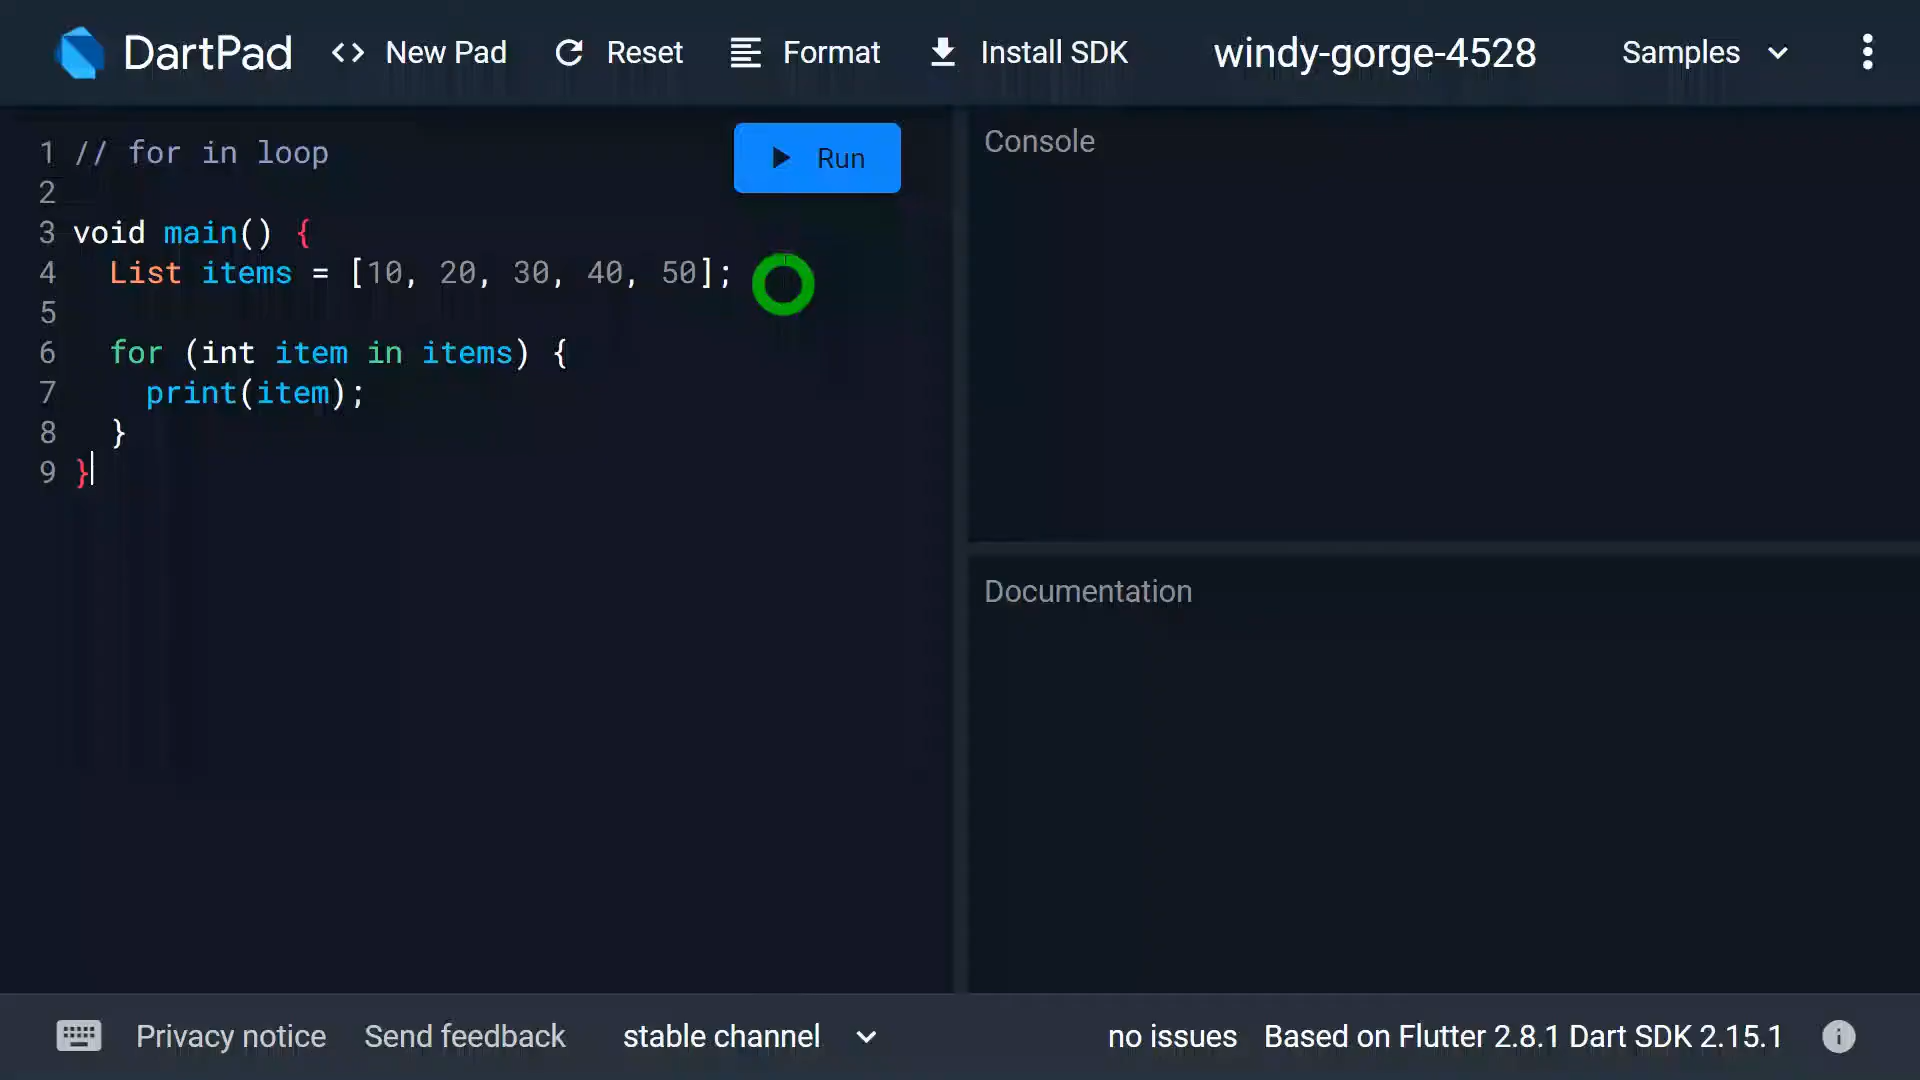 DartPad <> New Pad Reset Format Install SDK windy-gorge-4528 Samples
Run
Console
1 // for in loop
2
3 void main() {
4   List items = [10, 20, 30, 40, 50];
5
6   for (int item in items) {
7     print(item);
8   }
9 }
Documentation
Privacy notice Send feedback stable channel no issues Based on Flutter 2.8.1 Dart SDK 2.15.1